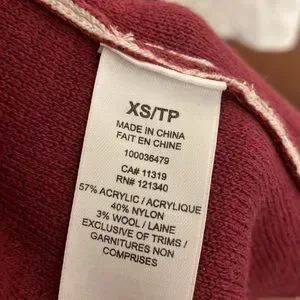 XS/TP
MADE IN CHINA
FAIT EN CHINE
100036479
CA# 11319
RN# 121340
57% ACRYLIC / ACRYLIQUE
40% NYLON
3% WOOL / LAINE
EXCLUSIVE OF TRIMS /
GARNITURES NON
COMPRISES